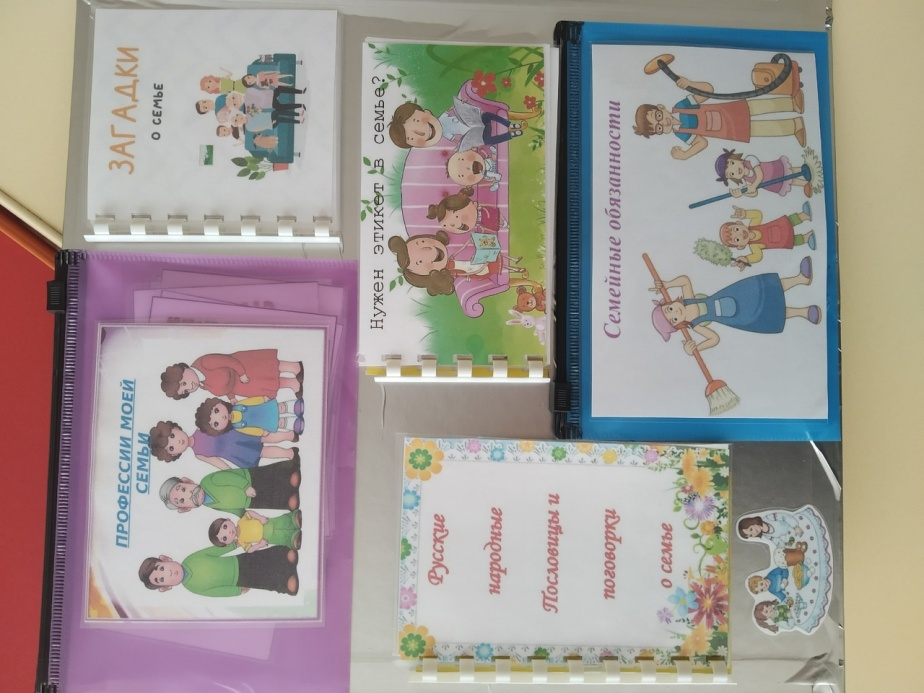 ЗАГАДКИ
О СЕМЬЕ
Нужен этикет в семье?
Семейные обязанности
ПРОФЕССИИ МОЕЙ
СЕМЬИ
Русские
народные
Пословицы и
поговорки
о семье